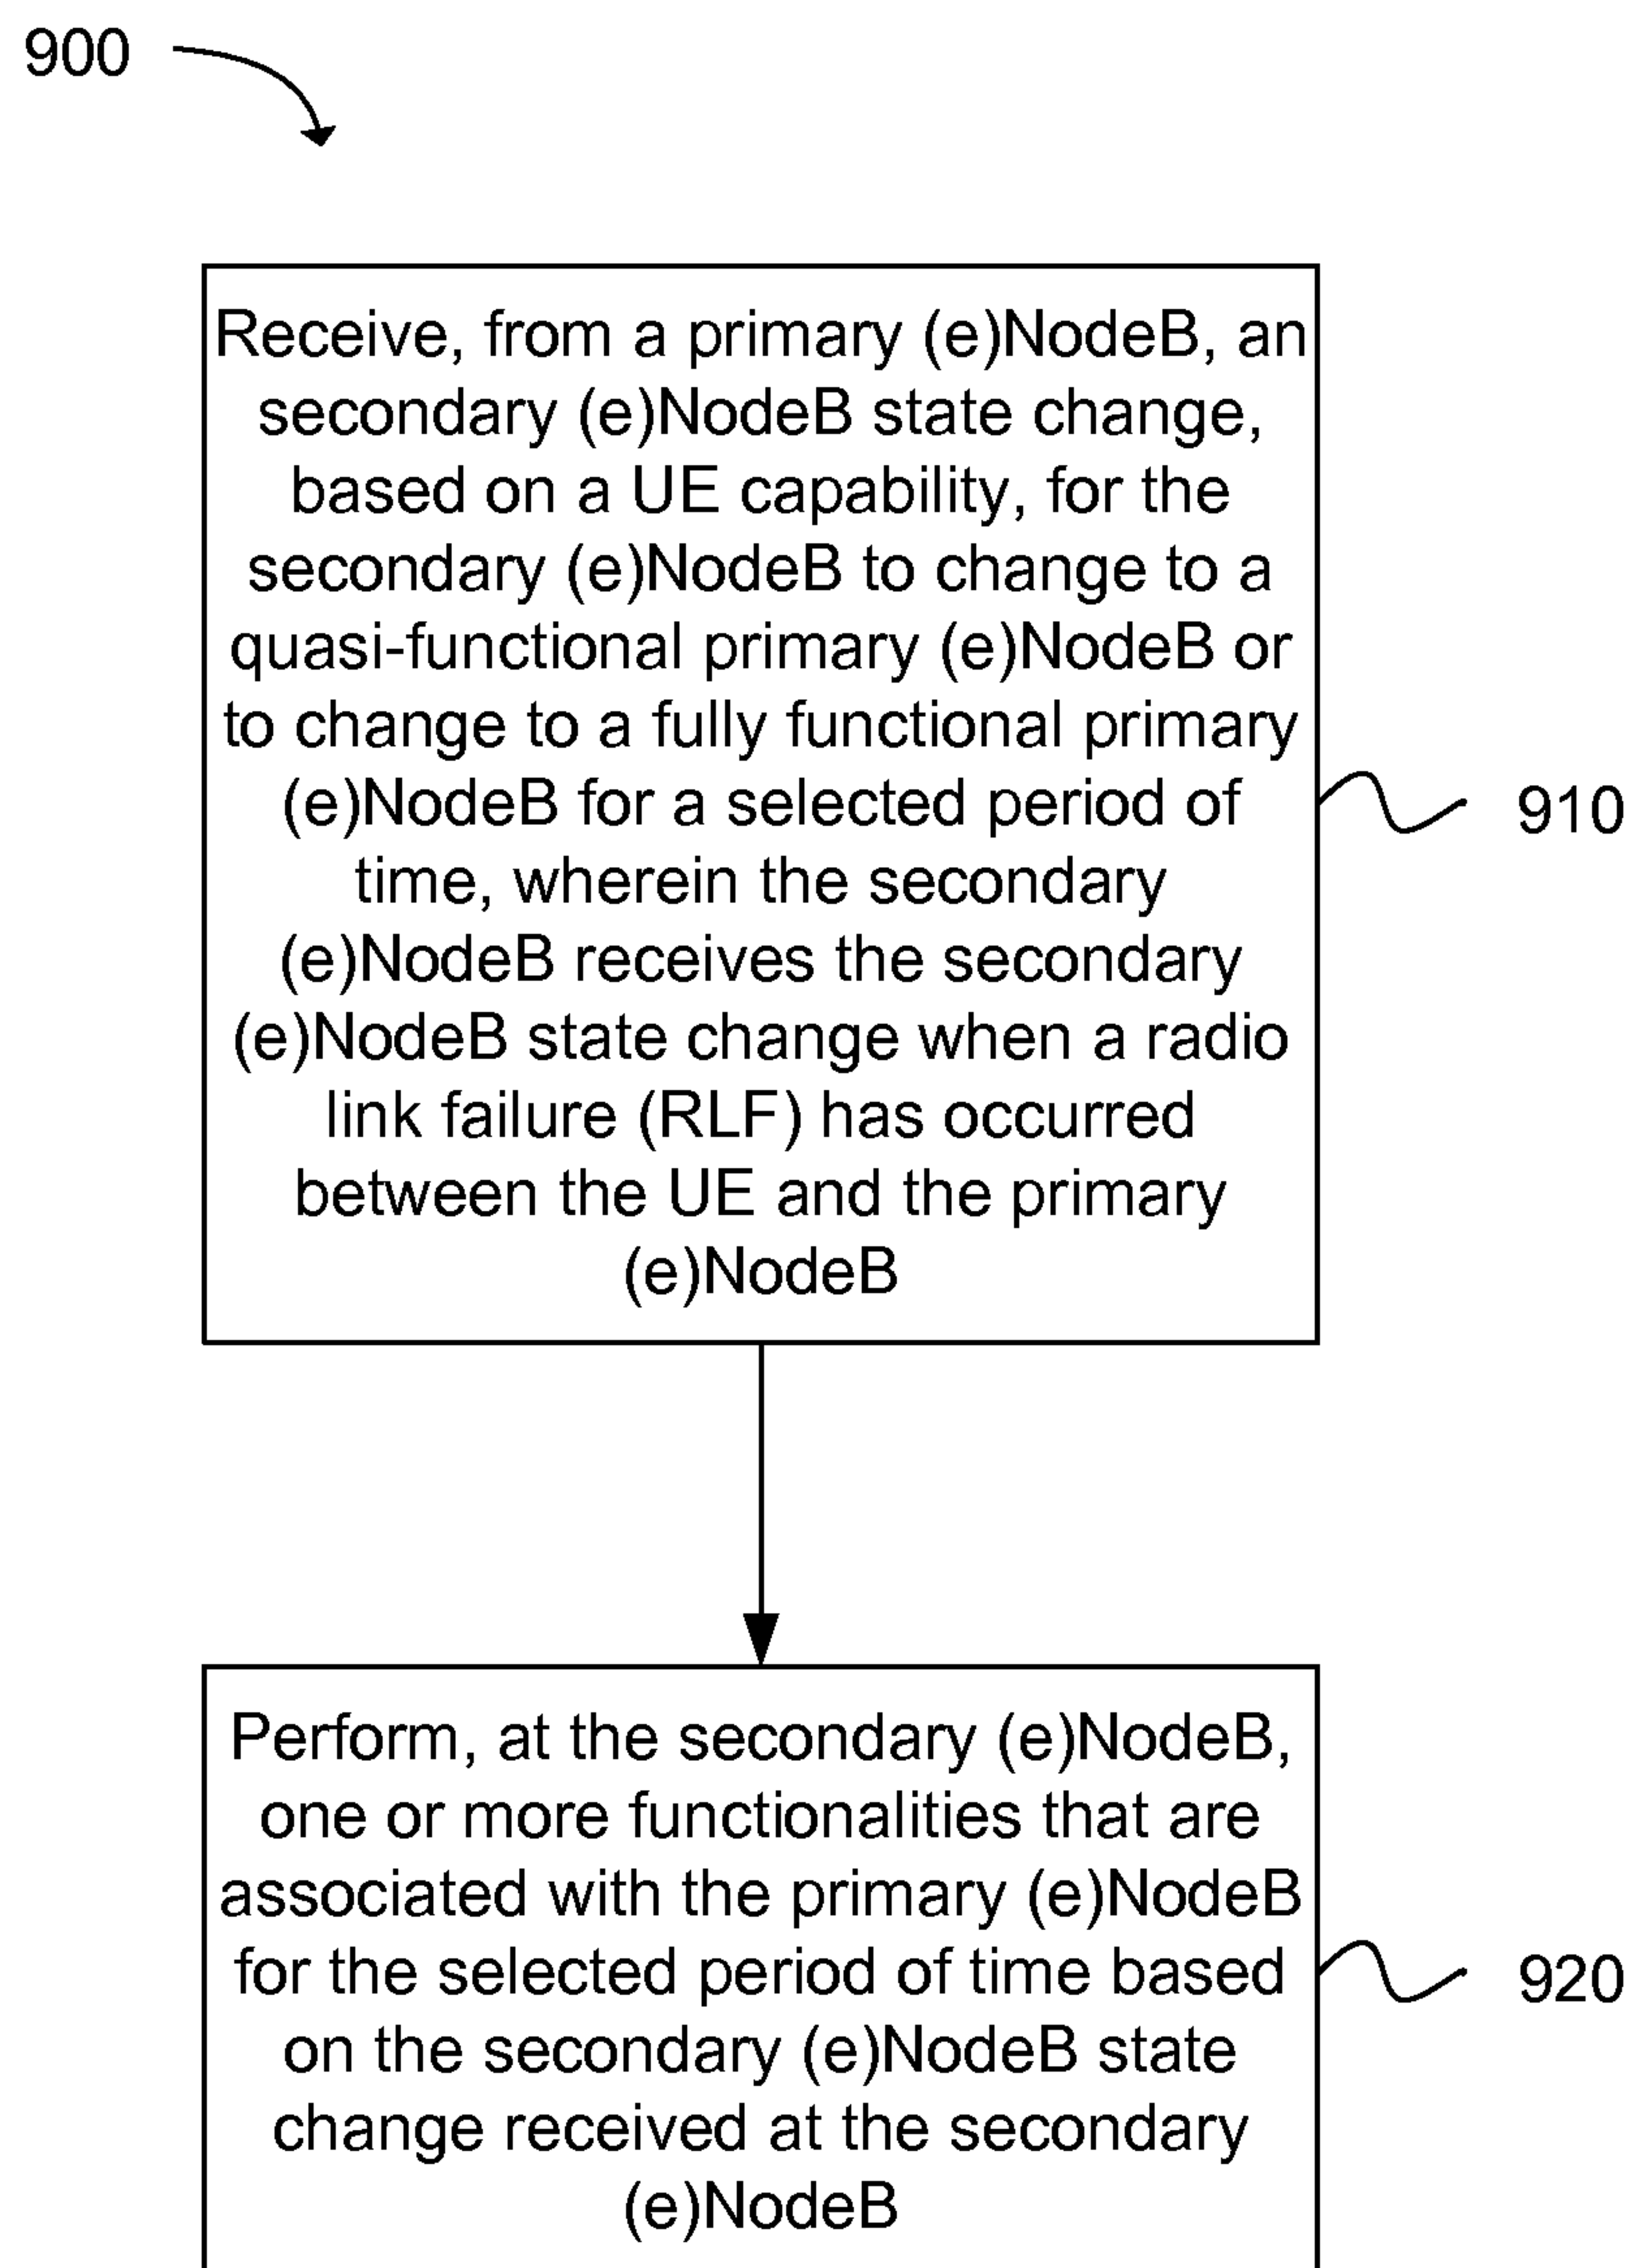 900
Receive, from a primary (e)NodeB, an
secondary (e)NodeB state change,
based on a UE capability, for the
secondary (e)NodeB to change to a
quasi-functional primary (e)NodeB or
to change to a fully functional primary
(e)NodeB for a selected period of
time, wherein the secondary
(e)NodeB receives the secondary
(e)NodeB state change when a radio
link failure (RLF) has occurred
between the UE and the primary
(e)NodeB
910
Perform, at the secondary (e)NodeB,
one or more functionalities that are
associated with the primary (e)NodeB
for the selected period of time based
on the secondary (e)NodeB state
change received at the secondary
(e)NodeB
920